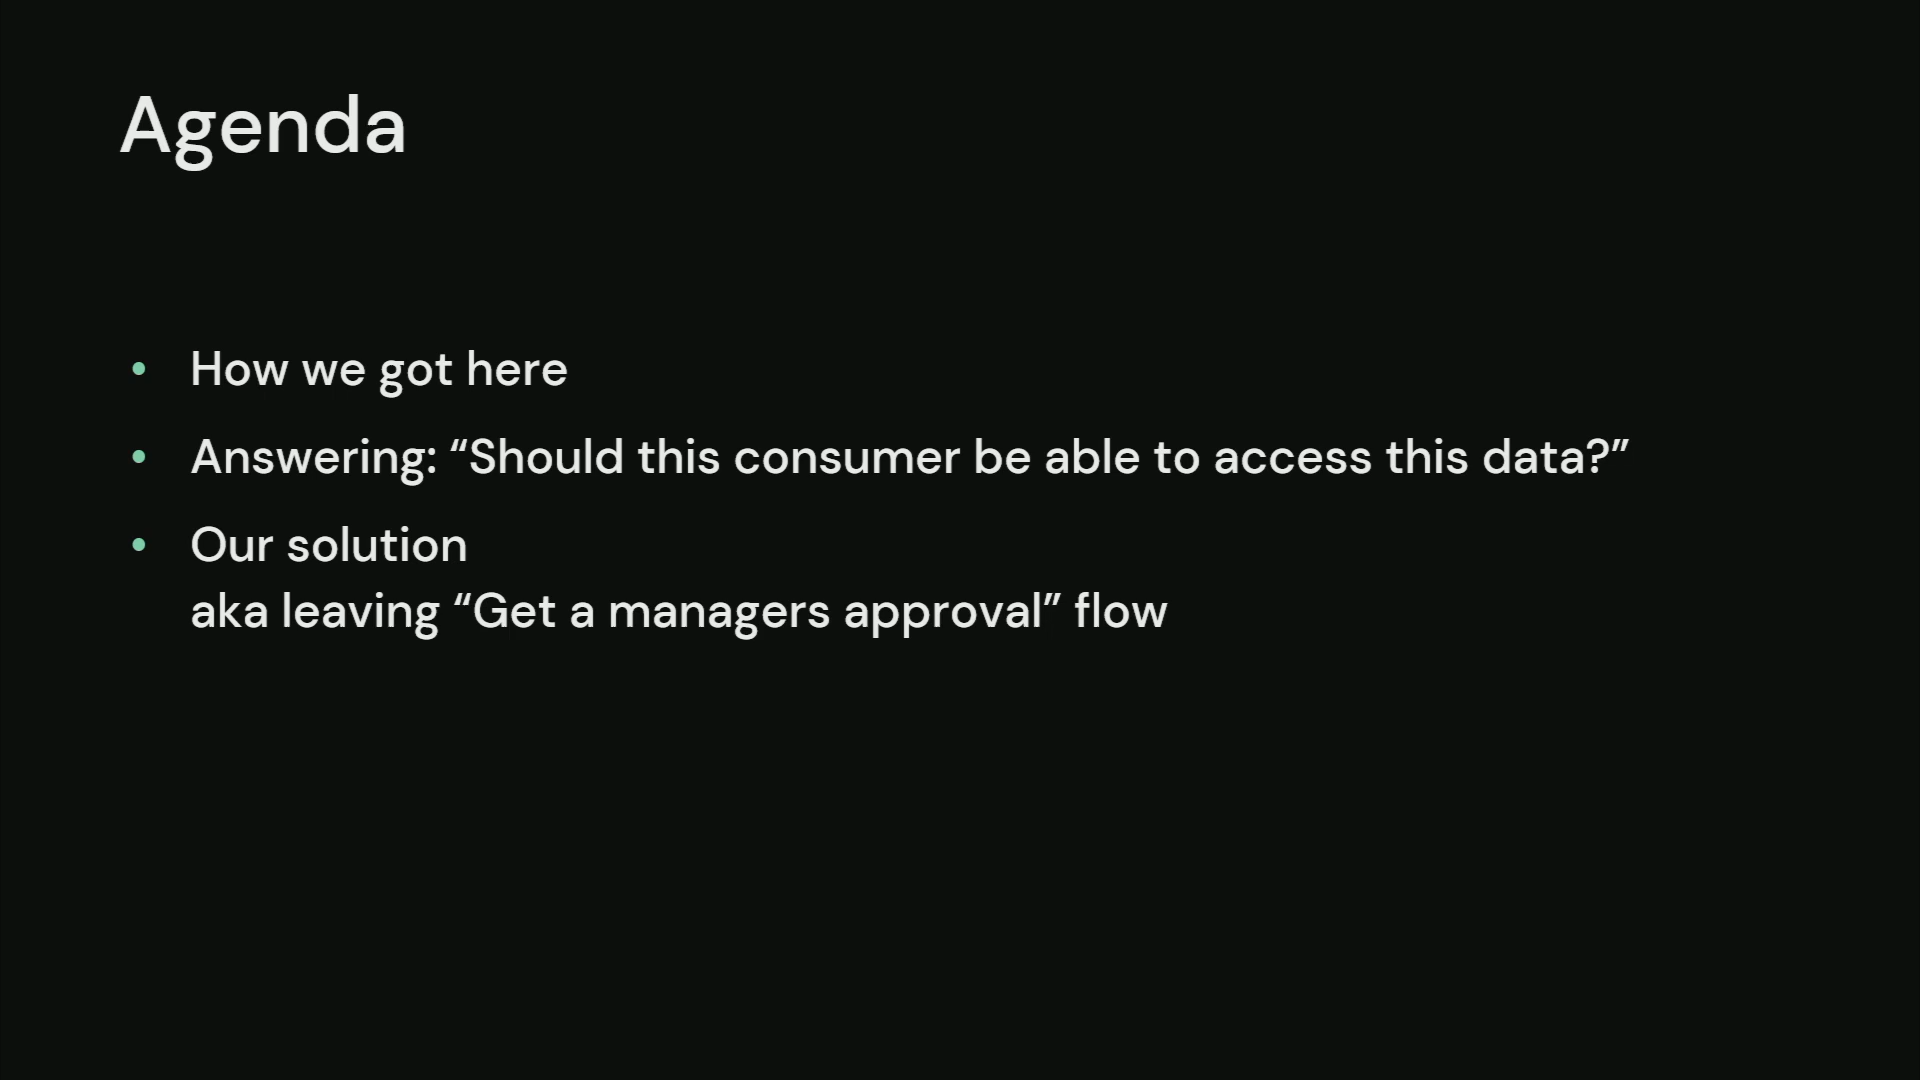 Agenda
• How we got here
• Answering: “Should this consumer be able to access this data?”
• Our solution
aka leaving “Get a managers approval” flow